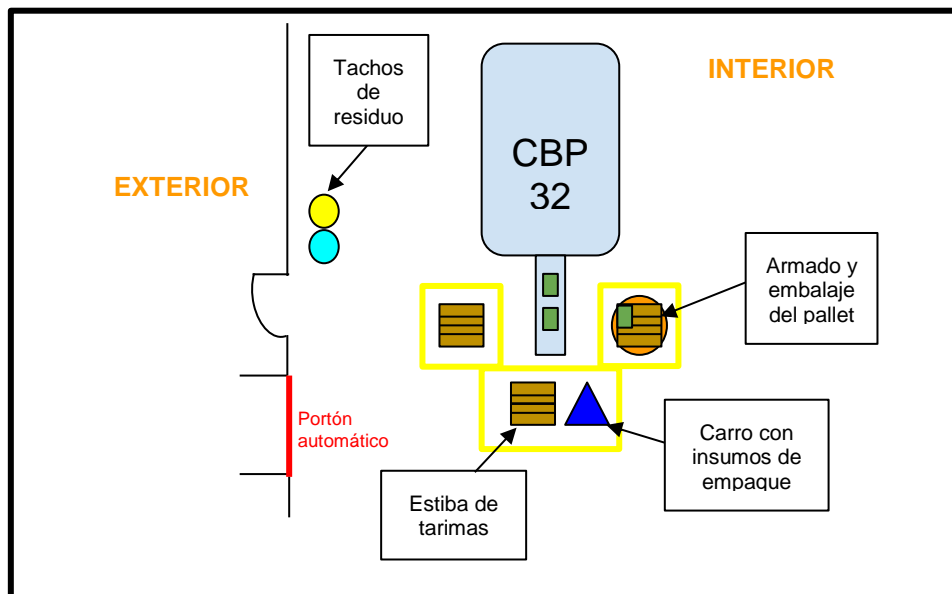 Tachos
de
residuo
INTERIOR
CBP
32
EXTERIOR
Armado y
embalaje
del pallet
Portón
automático
Carro con
insumos de
empaque
Estiba de
tarimas